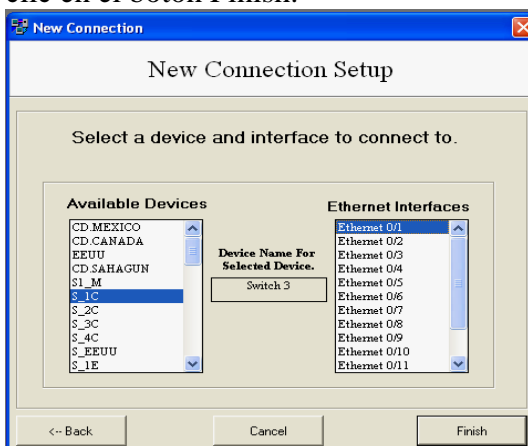 clic en el botón Finish.
New Connection
New Connection Setup
Select a device and interface to connect to.
Available Devices
CD.MEXICO
CD.CANADA
EEUU
CD.SAHAGUN
S1_M
S_1C
S_2C
S_3C
S_4C
S_EEUU
S_1E
Device Name For
Selected Device.
Switch 3
Ethernet Interfaces
Ethernet 0/1
Ethernet 0/2
Ethernet 0/3
Ethernet 0/4
Ethernet 0/5
Ethernet 0/6
Ethernet 0/7
Ethernet 0/8
Ethernet 0/9
Ethernet 0/10
Ethernet 0/11
<-- Back
Cancel
Finish